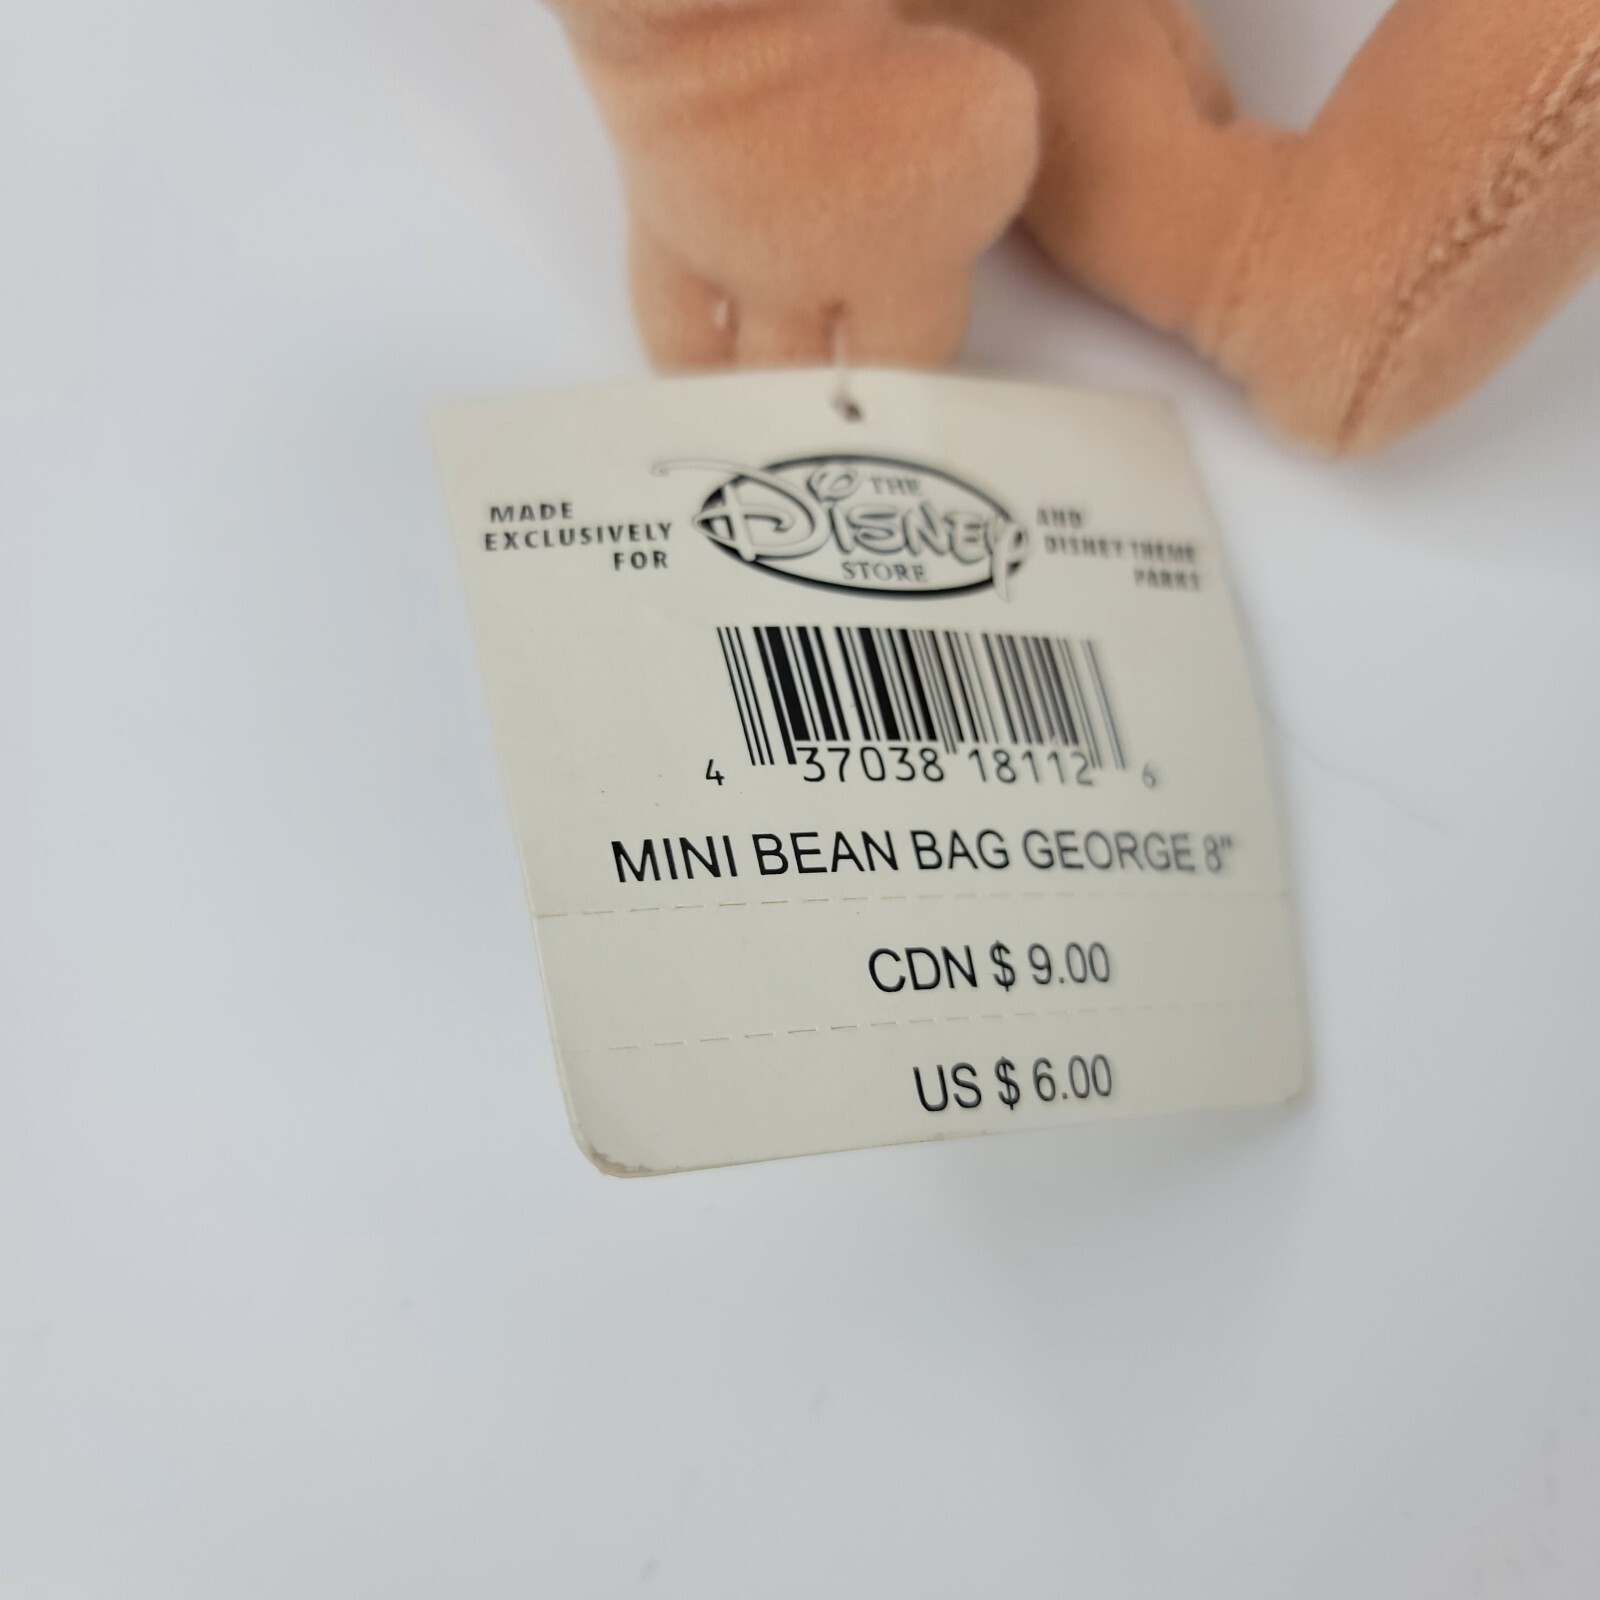 MADE
EXCLUSIVELY
FOR
THE
DISNEY
STORE
AND
DISNEY THEME
PARKS
4 37038 18112 6
MINI BEAN BAG GEORGE 8"
CDN $ 9.00
US $ 6.00